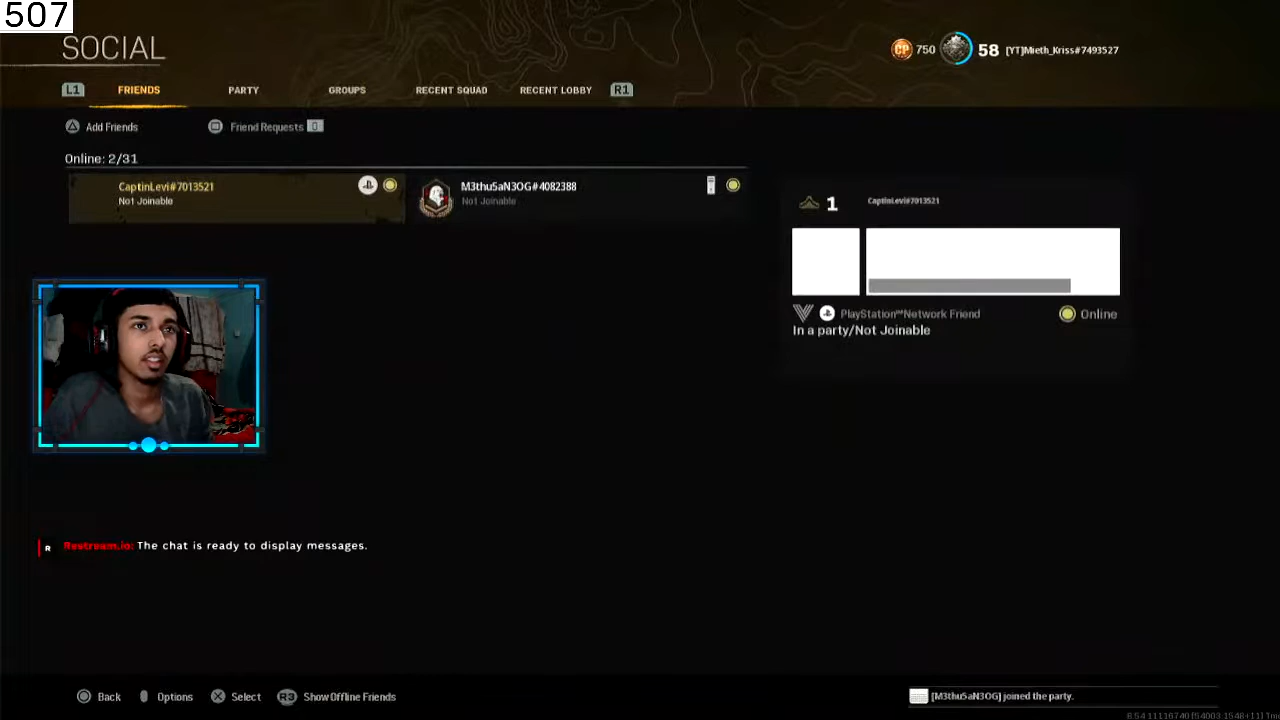 507
SOCIAL
CP 750 58 [YT]Mieth_Kriss#7493527
L1 FRIENDS PARTY GROUPS RECENT SQUAD RECENT LOBBY R1
Add Friends Friend Requests 0
Online: 2/31
CaptinLevi#7013521
Not Joinable
M3thu5aN3OG#4082388
Not Joinable
1 CaptinLevi#7013521
PlayStation℠Network Friend Online
In a party/Not Joinable
R Restream.io: The chat is ready to display messages.
Back Options Select R3 Show Offline Friends
[M3thu5aN3OG] joined the party.